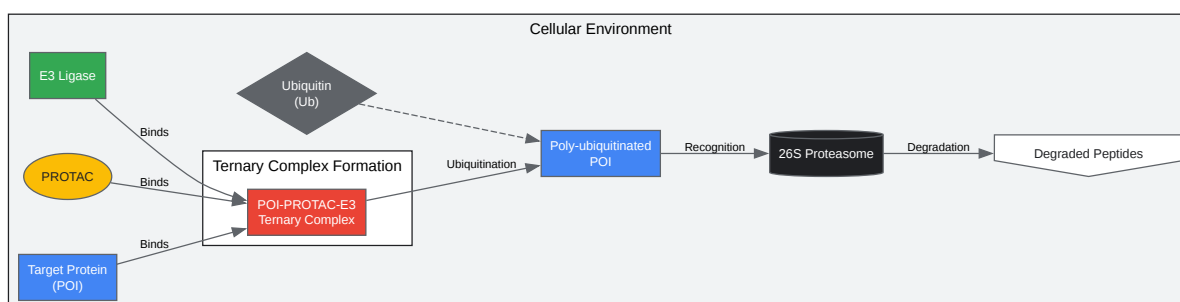 Cellular Environment
E3 Ligase
Ubiquitin
(Ub)
Binds
Poly-ubiquitinated
POI
Recognition
26S Proteasome
Degradation
Degraded Peptides
Ternary Complex Formation
Ubiquitination
PROTAC
Binds
POI-PROTAC-E3
Ternary Complex
Binds
Target Protein
(POI)